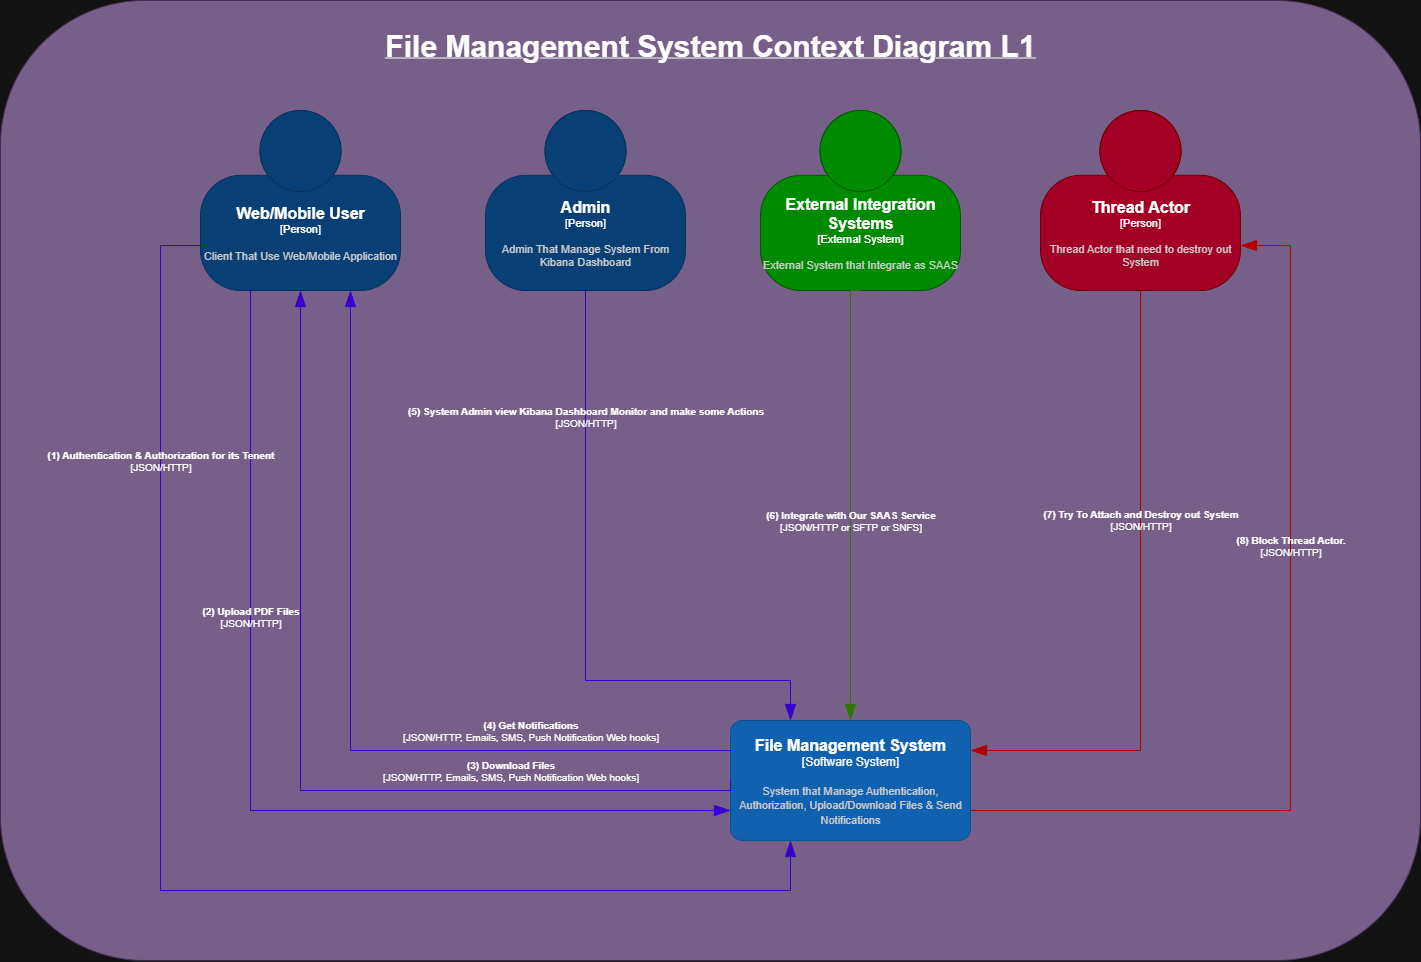 File Management System Context Diagram L1
Web/Mobile User
[Person]
Client That Use Web/Mobile Application
Admin
[Person]
Admin That Manage System From
Kibana Dashboard
External Integration
Systems
[External System]
External System that Integrate as SAAS
Thread Actor
[Person]
Thread Actor that need to destroy out
System
(5) System Admin view Kibana Dashboard Monitor and make some Actions
[JSON/HTTP]
(1) Authentication & Authorization for its Tenent
[JSON/HTTP]
(6) Integrate with Our SAAS Service
[JSON/HTTP or SFTP or SNFS]
(7) Try To Attach and Destroy out System
[JSON/HTTP]
(8) Block Thread Actor.
[JSON/HTTP]
(2) Upload PDF Files
[JSON/HTTP]
(4) Get Notifications
[JSON/HTTP, Emails, SMS, Push Notification Web hooks]
(3) Download Files
[JSON/HTTP, Emails, SMS, Push Notification Web hooks]
File Management System
[Software System]
System that Manage Authentication,
Authorization, Upload/Download Files & Send
Notifications